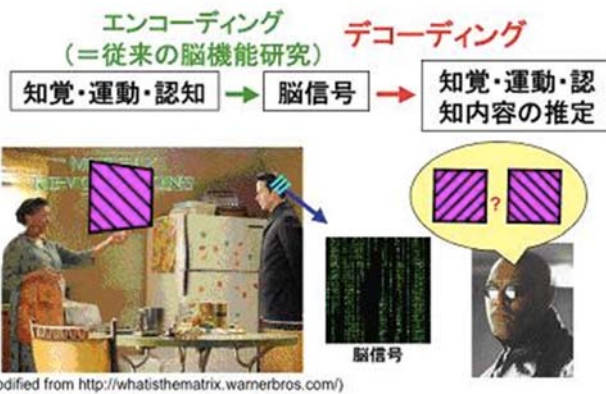 エンコーディング
(=従来の脳機能研究)
デコーディング
知覚・運動・認知
脳信号
知覚・運動・認
知内容の推定
?
脳信号
odified from http://whatisthematrix.warnerbros.com/)